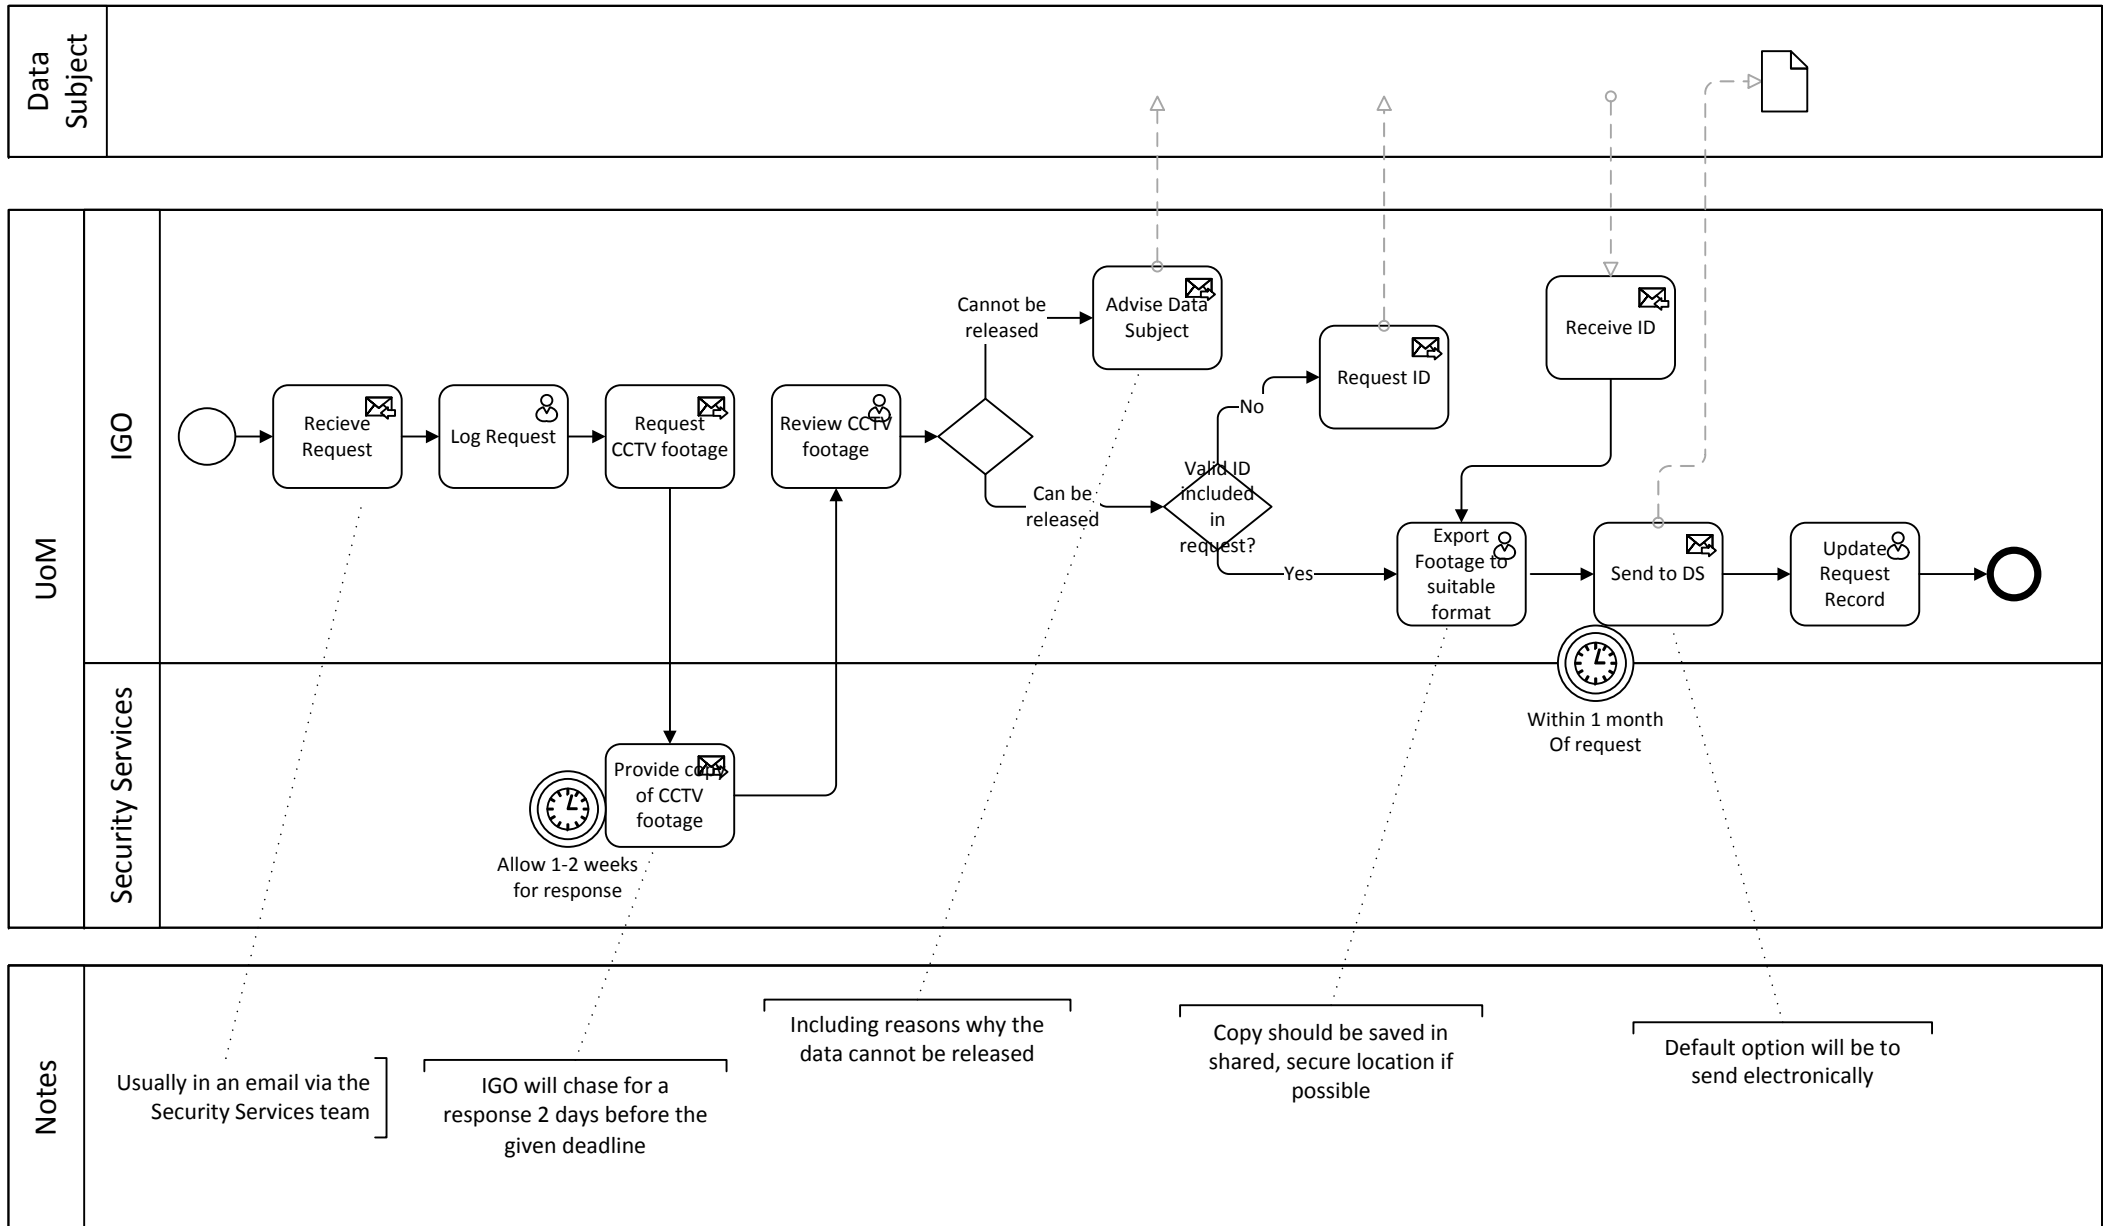 Data
Subject
UoM
IGO
Recieve
Request
Log Request
Request
CCTV footage
Review CCTV
footage
Cannot be
released
Can be
released
Advise Data
Subject
Valid ID
included
in
request?
No
Yes
Request ID
Receive ID
Export
Footage to
suitable
format
Send to DS
Update
Request
Record
Within 1 month
Of request
Security Services
Provide copy
of CCTV
footage
Allow 1-2 weeks
for response
Notes
Usually in an email via the
Security Services team
IGO will chase for a
response 2 days before the
given deadline
Including reasons why the
data cannot be released
Copy should be saved in
shared, secure location if
possible
Default option will be to
send electronically